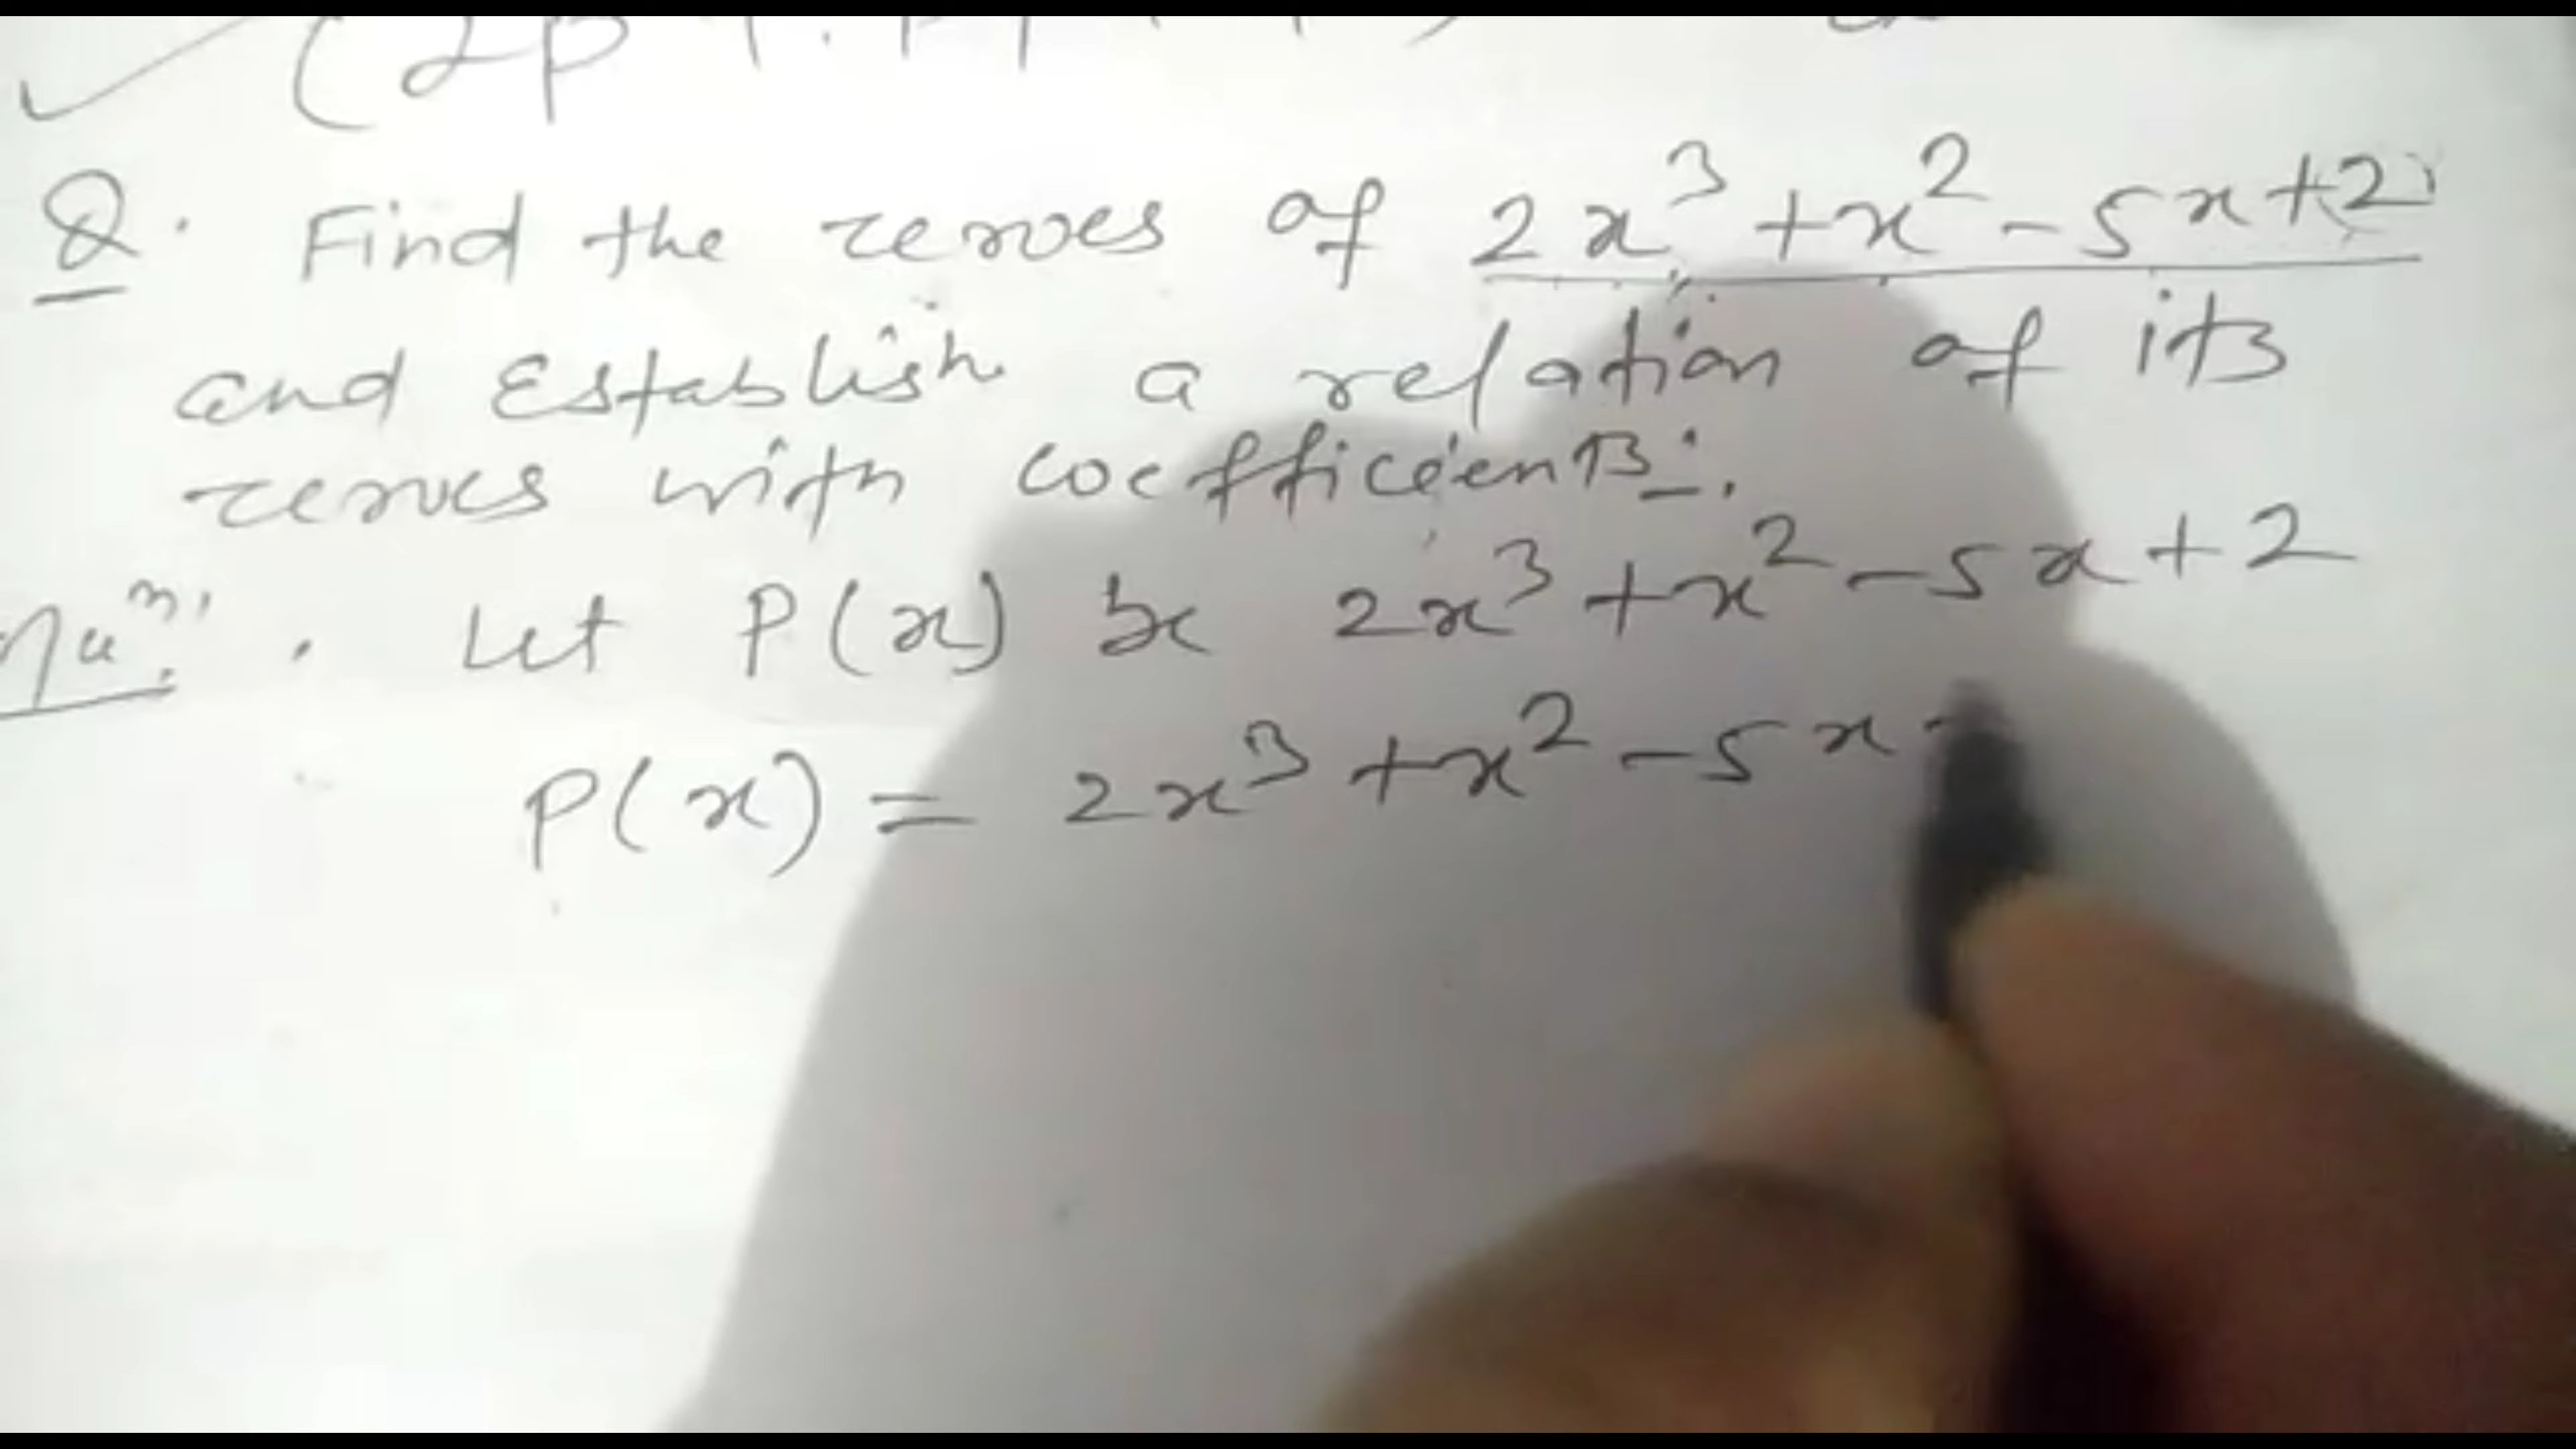 (2p
Q. Find the zeroes of 2x³+x²-5x+2
and Establish a relation of its
zeroes with coefficients.
Let P(x) be 2x³+x²-5x+2
P(x) = 2x³+x²-5x